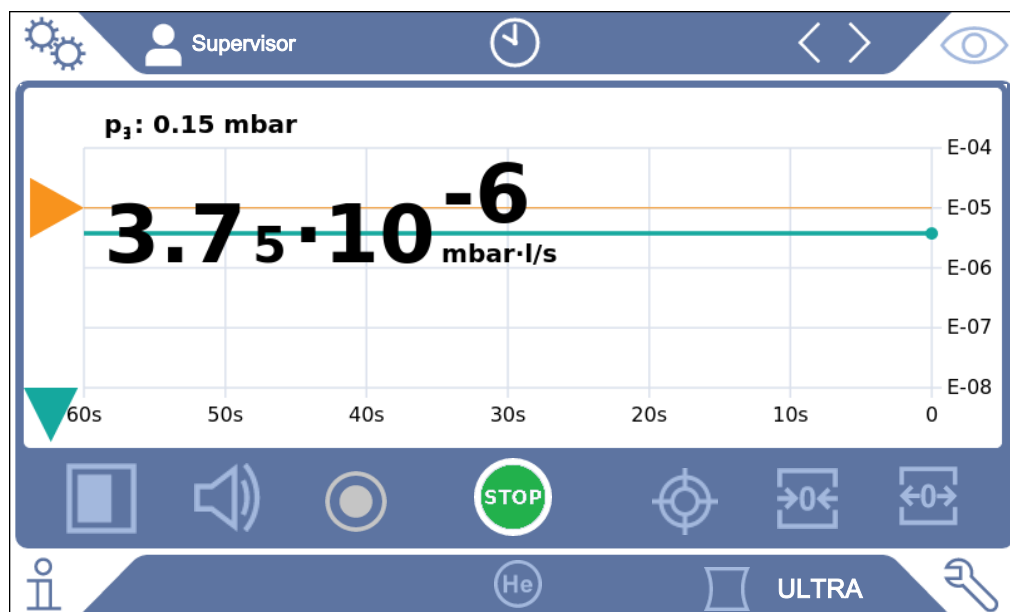 Supervisor
p₃: 0.15 mbar
3.75·10-6
mbar·l/s
E-04
E-05
E-06
E-07
E-08
60s 50s 40s 30s 20s 10s 0
STOP
→0← ←0→
He ULTRA